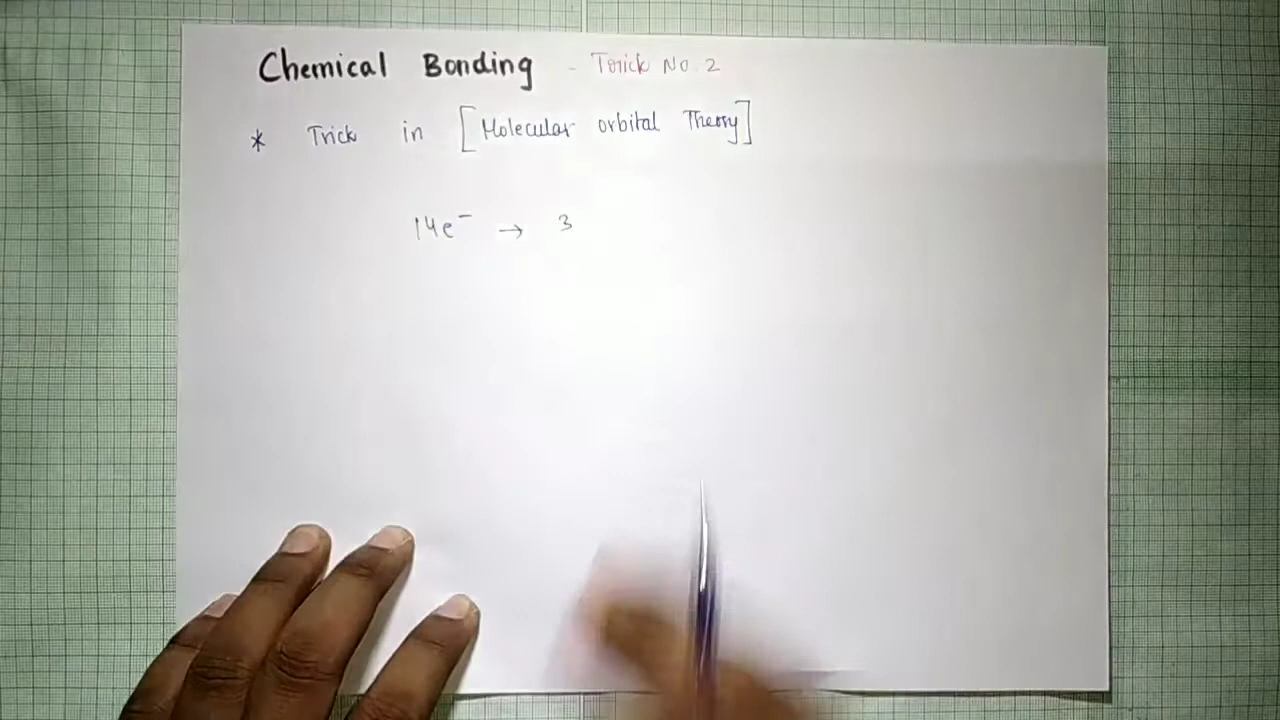 Chemical Bonding - Trick No. 2
* Trick in [Molecular orbital Theory]
14e⁻ → 3